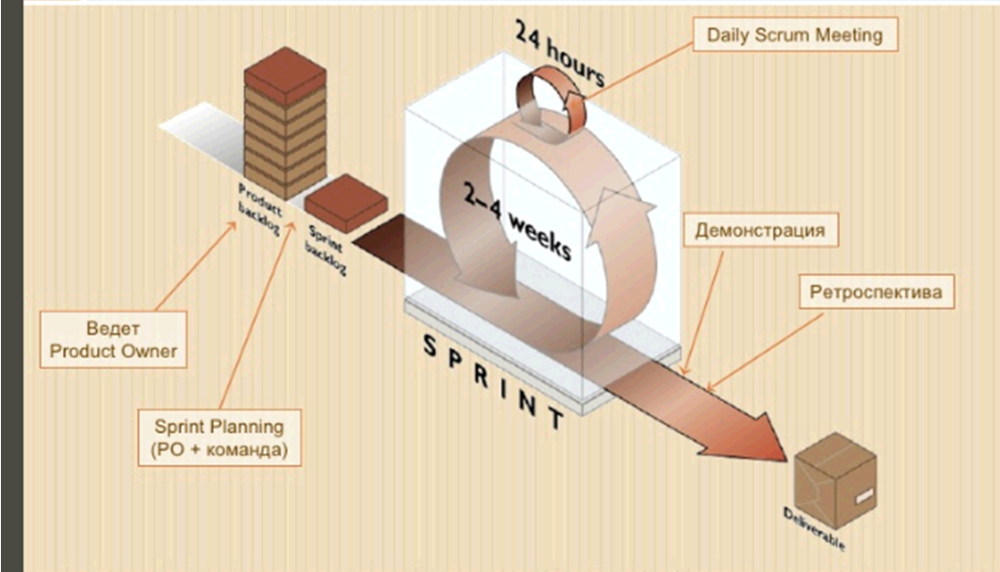 24 hours
Daily Scrum Meeting
Product
backlog
Sprint
backlog
2–4 weeks
Демонстрация
Ретроспектива
Ведет
Product Owner
SPRINT
Sprint Planning
(PO + команда)
Deliverable